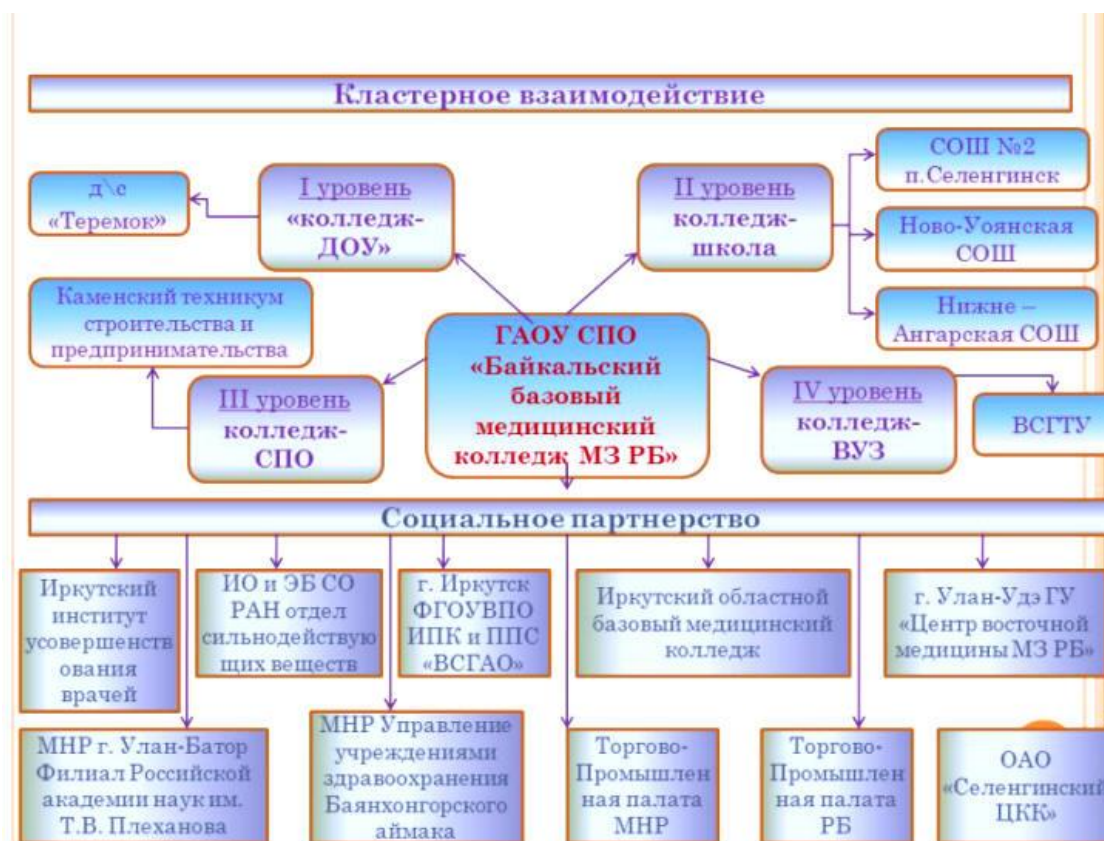 Кластерное взаимодействие
д\с
«Теремок»
I уровень
«колледж-
ДОУ»
II уровень
колледж-
школа
СОШ №2
п.Селенгинск
Ново-Уоянская
СОШ
Нижне –
Ангарская СОШ
Каменский техникум
строительства и
предпринимательства
III уровень
колледж-
СПО
ГАОУ СПО
«Байкальский
базовый
медицинский
колледж МЗ РБ»
IV уровень
колледж-
ВУЗ
ВСГТУ
Социальное партнерство
Иркутский
институт
усовершенств
ования
врачей
ИО и ЭБ СО
РАН отдел
сильнодействую
щих веществ
г. Иркутск
ФГОУВПО
ИПК и ППС
«ВСГАО»
Иркутский областной
базовый медицинский
колледж
г. Улан-Удэ ГУ
«Центр восточной
медицины МЗ РБ»
МНР г. Улан-Батор
Филиал Российской
академии наук им.
Т.В. Плеханова
МНР Управление
учреждениями
здравоохранения
Баянхонгорского
аймака
Торгово-
Промышлен
ная палата
МНР
Торгово-
Промышлен
ная палата
РБ
ОАО
«Селенгинский
ЦКК»